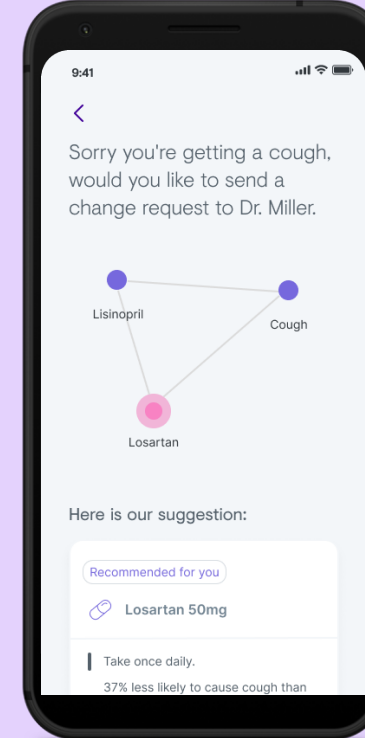 9:41
Sorry you're getting a cough,
would you like to send a
change request to Dr. Miller.
Lisinopril
Cough
Losartan
Here is our suggestion:
Recommended for you
Losartan 50mg
Take once daily.
37% less likely to cause cough than